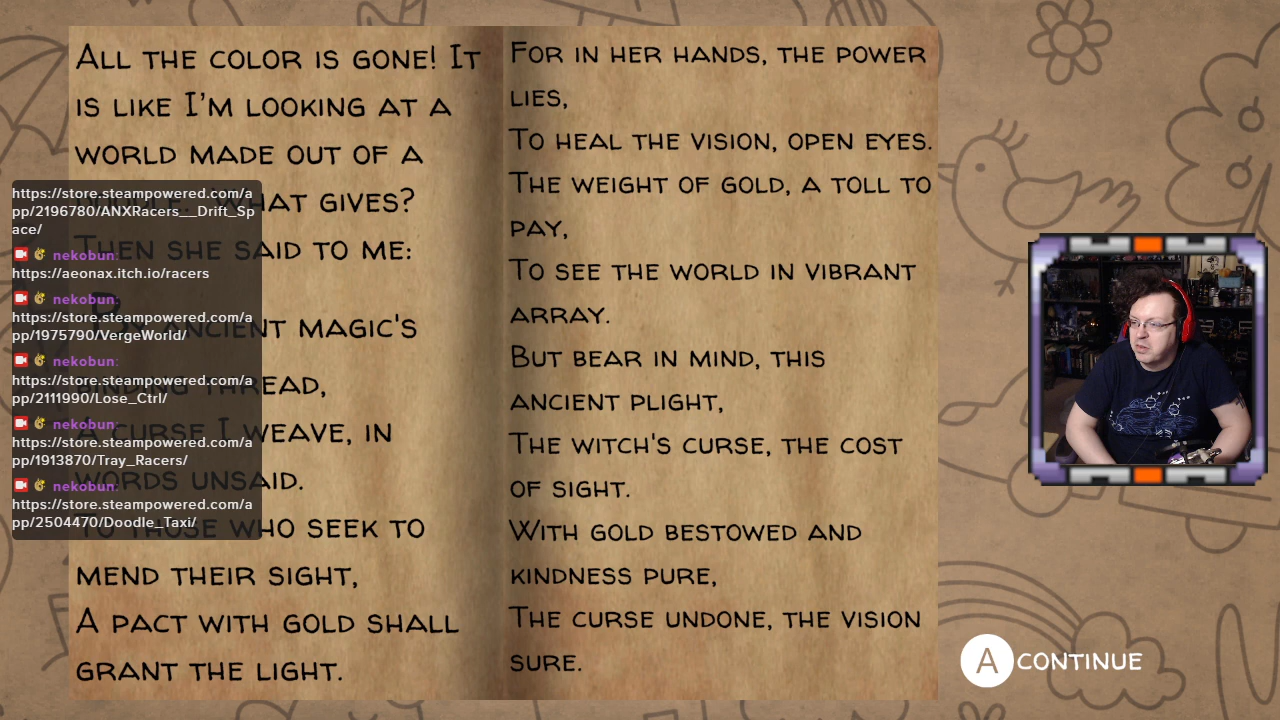 ALL THE COLOR IS GONE! IT
IS LIKE I'M LOOKING AT A
WORLD MADE OUT OF A
WHAT GIVES?
THEN SHE SAID TO ME:
BY ANCIENT MAGIC'S
BINDING THREAD,
A CURSE I WEAVE, IN
WORDS UNSAID.
TO THOSE WHO SEEK TO
MEND THEIR SIGHT,
A PACT WITH GOLD SHALL
GRANT THE LIGHT.
FOR IN HER HANDS, THE POWER
LIES,
TO HEAL THE VISION, OPEN EYES.
THE WEIGHT OF GOLD, A TOLL TO
PAY,
TO SEE THE WORLD IN VIBRANT
ARRAY.
BUT BEAR IN MIND, THIS
ANCIENT PLIGHT,
THE WITCH'S CURSE, THE COST
OF SIGHT.
WITH GOLD BESTOWED AND
KINDNESS PURE,
THE CURSE UNDONE, THE VISION
SURE.
https://store.steampowered.com/a
pp/2196780/ANXRacers__Drift_Sp
ace/
nekobun:
https://aeonax.itch.io/racers
nekobun:
https://store.steampowered.com/a
pp/1975790/VergeWorld/
nekobun:
https://store.steampowered.com/a
pp/2111990/Lose_Ctrl/
nekobun:
https://store.steampowered.com/a
pp/1913870/Tray_Racers/
nekobun:
https://store.steampowered.com/a
pp/2504470/Doodle_Taxi/
A CONTINUE